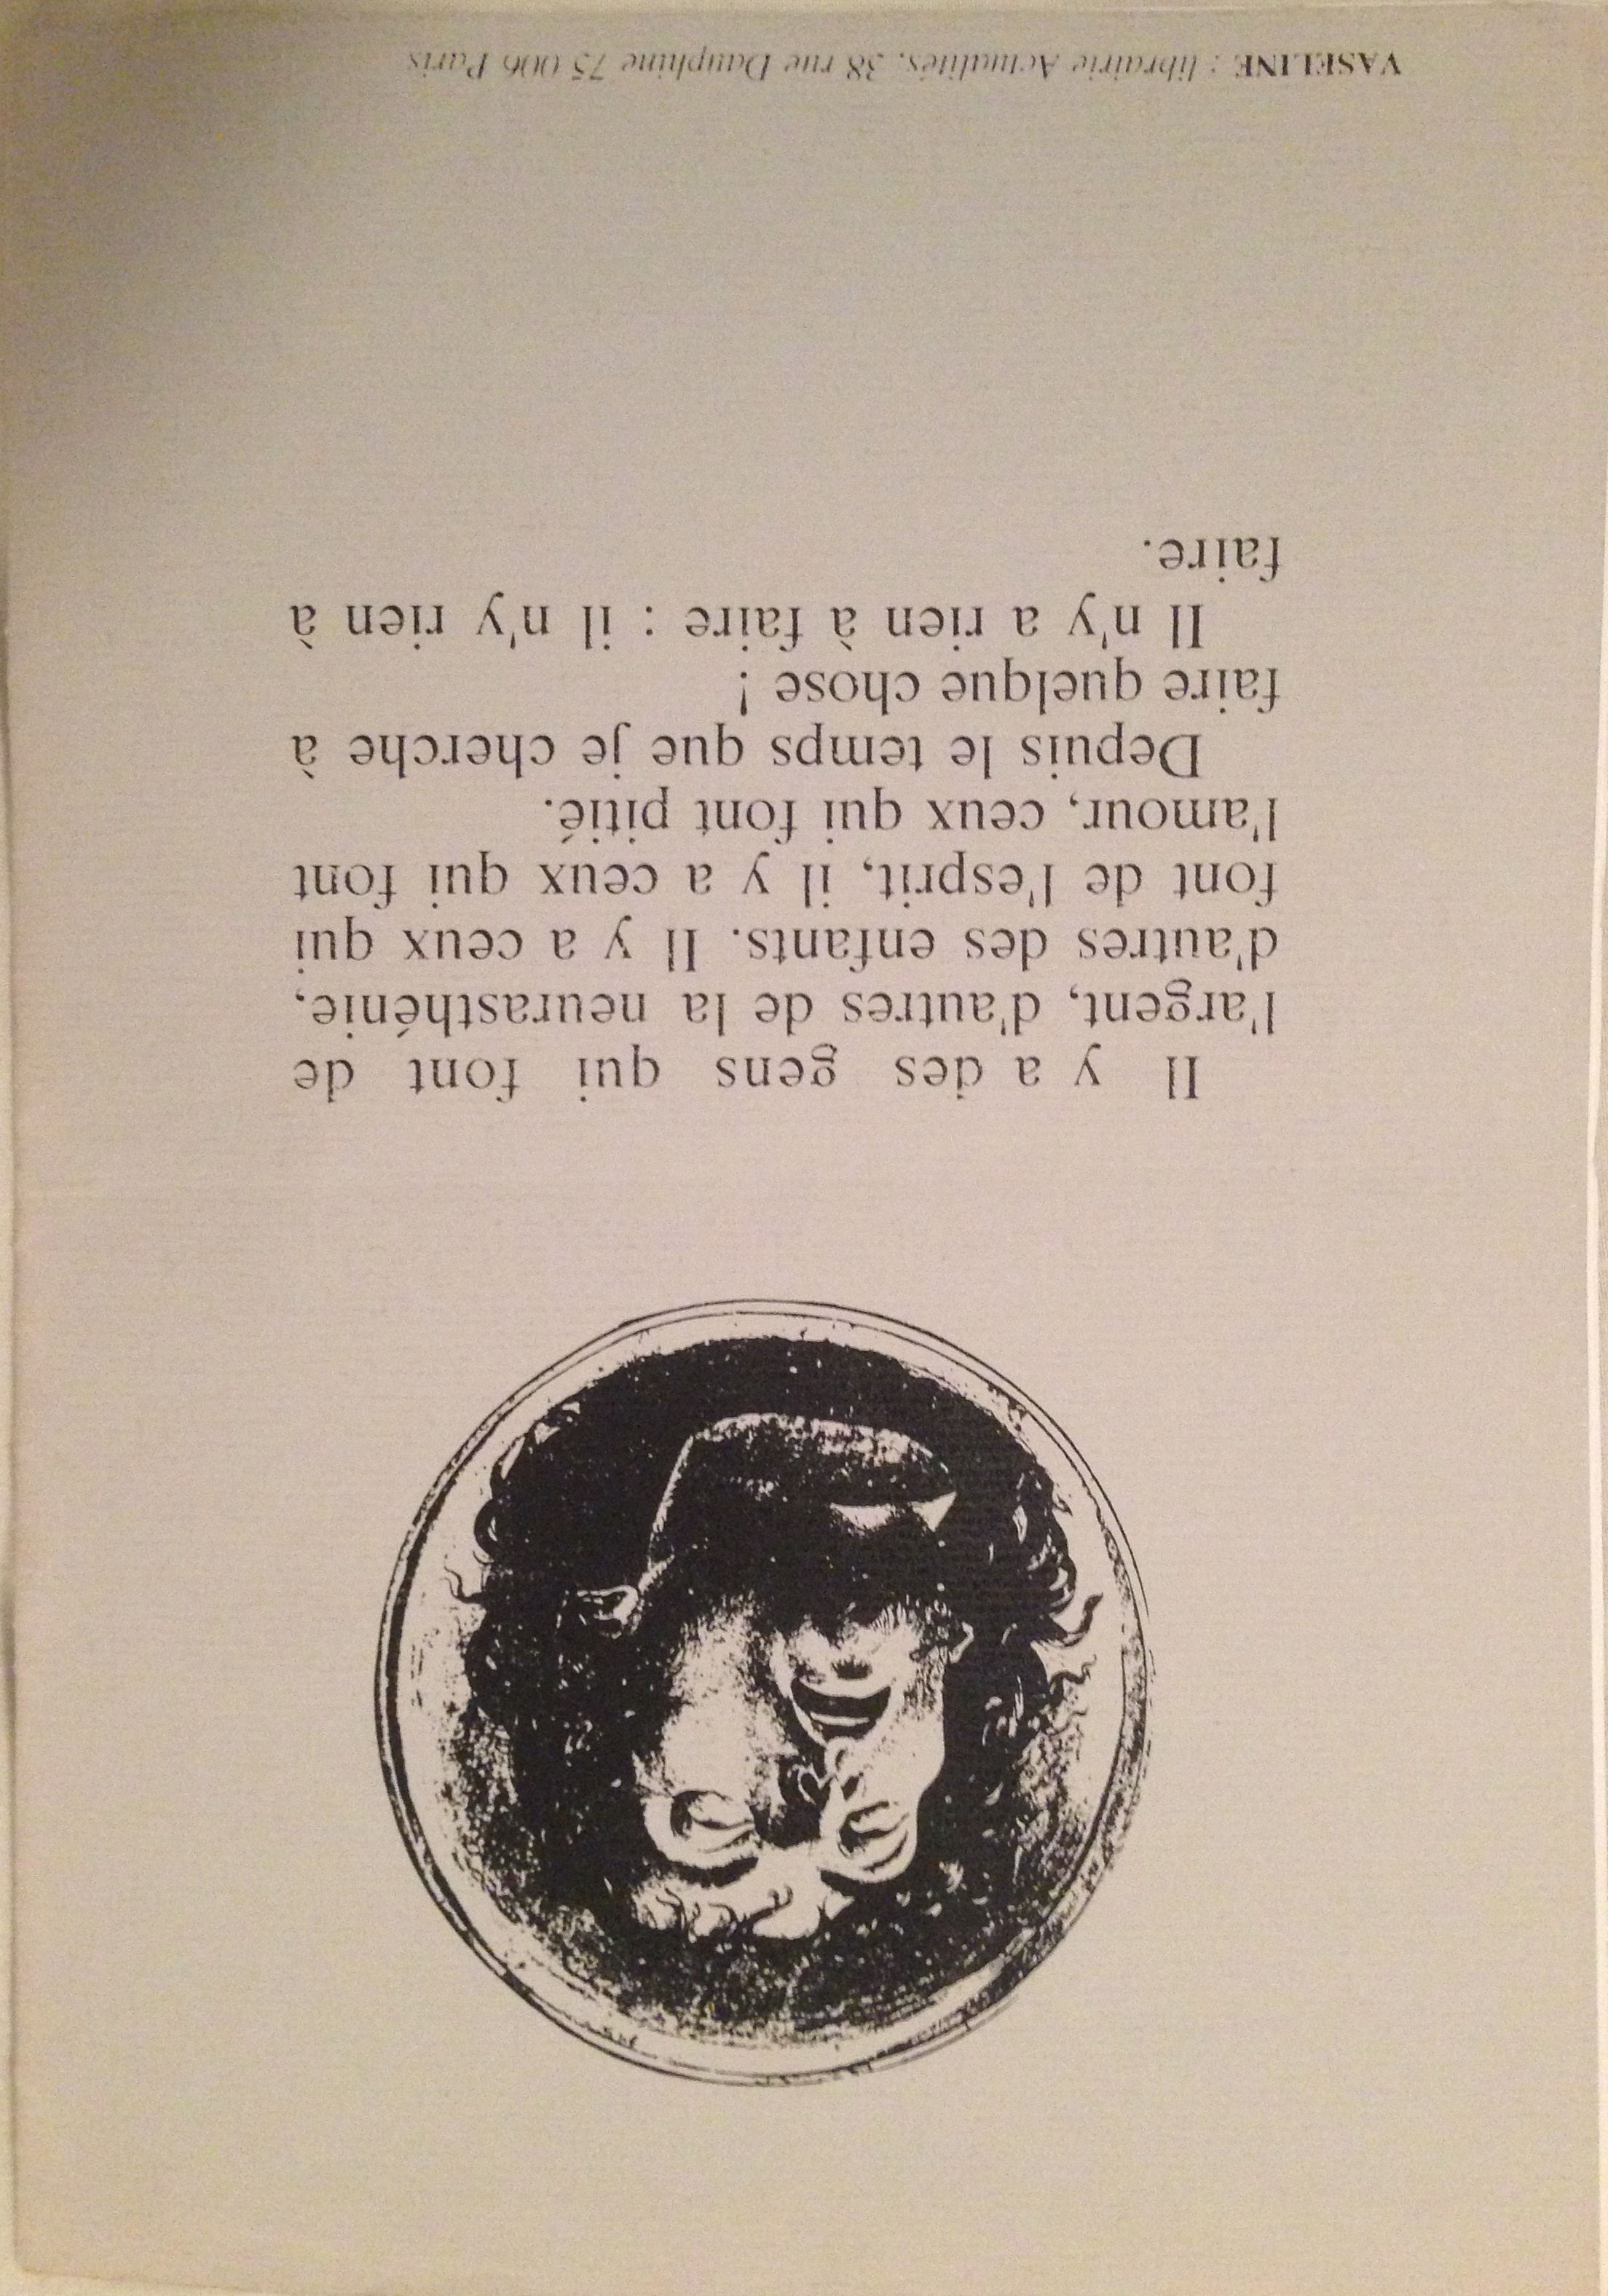 Il y a des gens qui font de
l'argent, d'autres de la neurasthénie,
d'autres des enfants. Il y a ceux qui
font de l'esprit, il y a ceux qui font
l'amour, ceux qui font pitié.
Depuis le temps que je cherche à
faire quelque chose !
Il n'y a rien à faire : il n'y rien à
faire.
VASELINE : librairie Actualités, 38 rue Dauphine 75 006 Paris